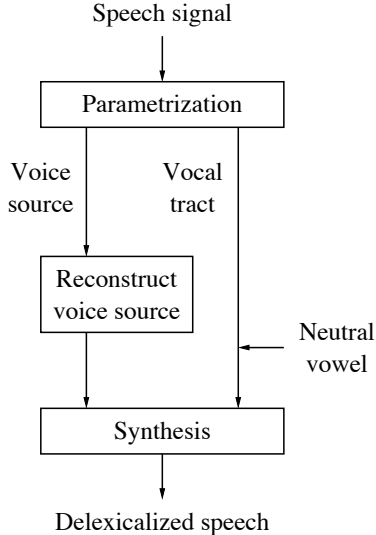 Speech signal
Parametrization
Voice
source
Vocal
tract
Reconstruct
voice source
Neutral
vowel
Synthesis
Delexicalized speech